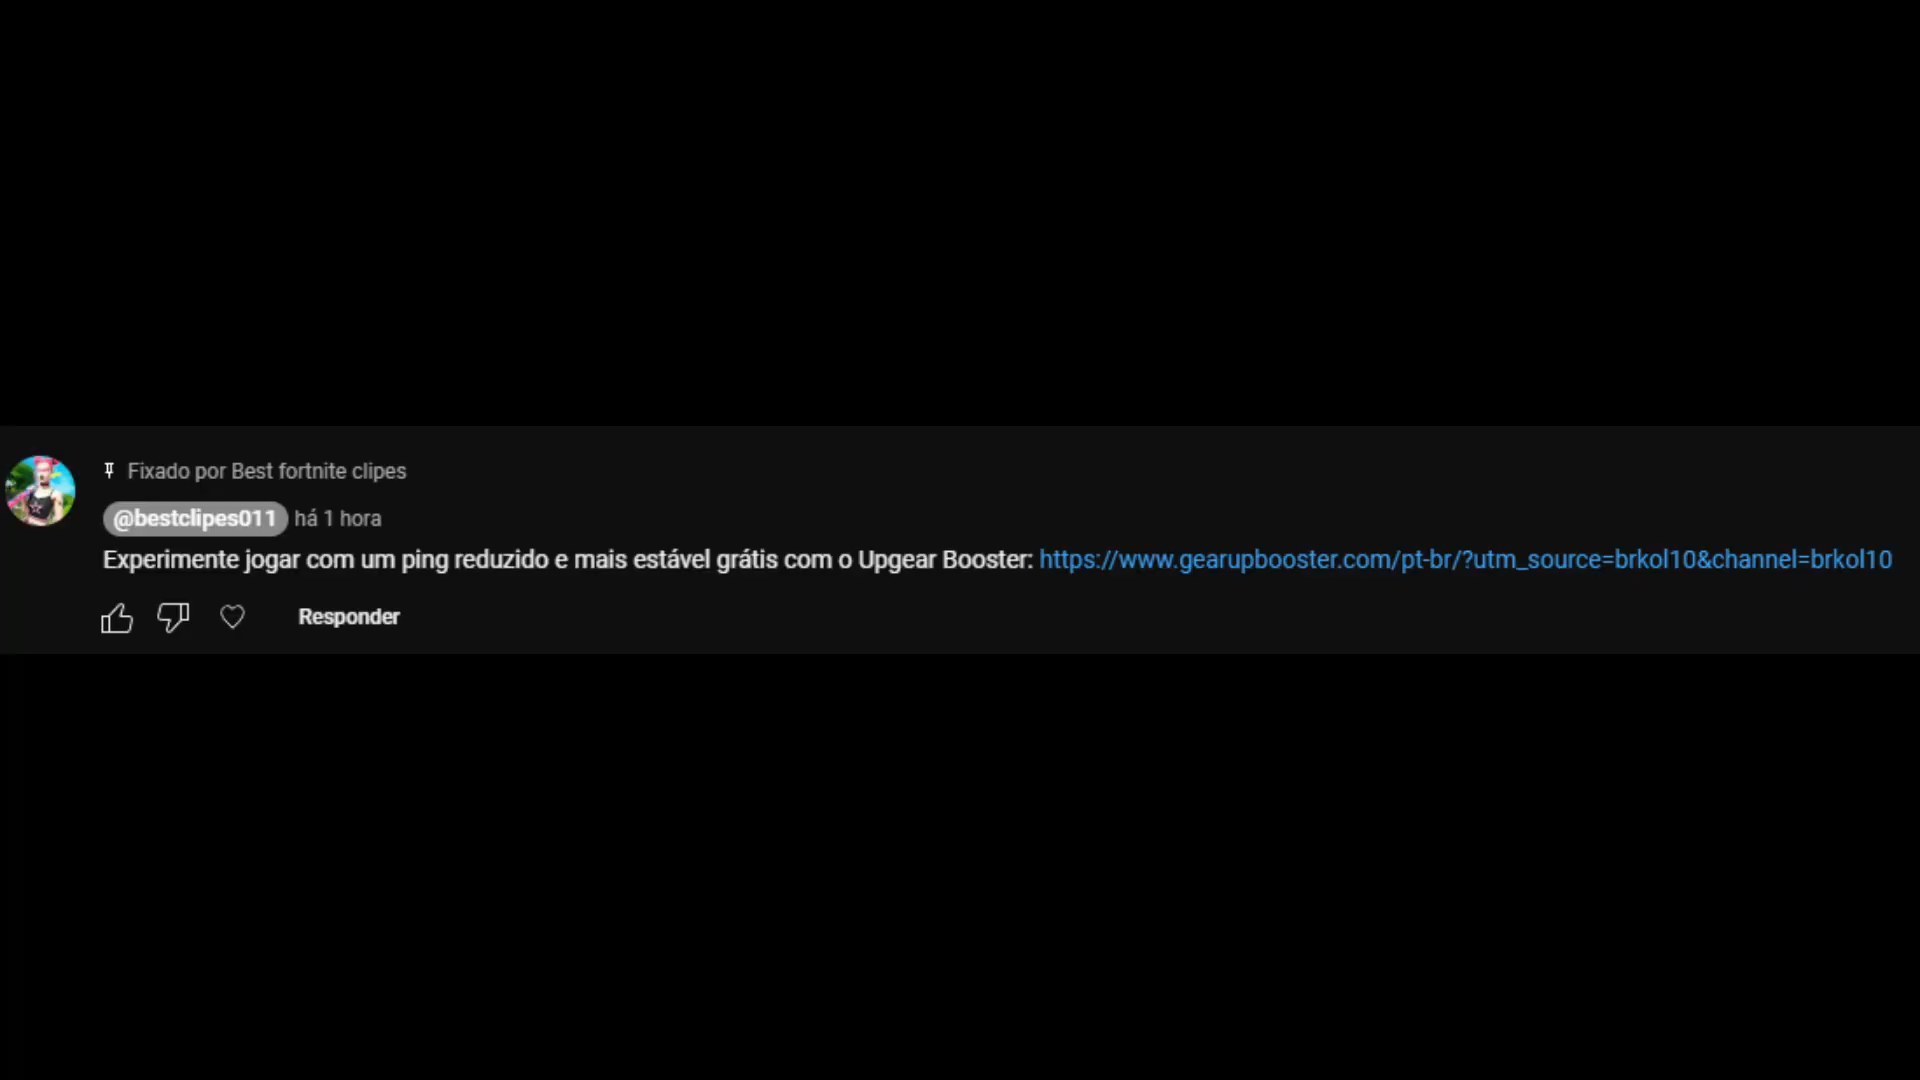 Fixado por Best fortnite clipes
@bestclipes011 há 1 hora
Experimente jogar com um ping reduzido e mais estável grátis com o Upgear Booster: https://www.gearupbooster.com/pt-br/?utm_source=brkol10&channel=brkol10
Responder